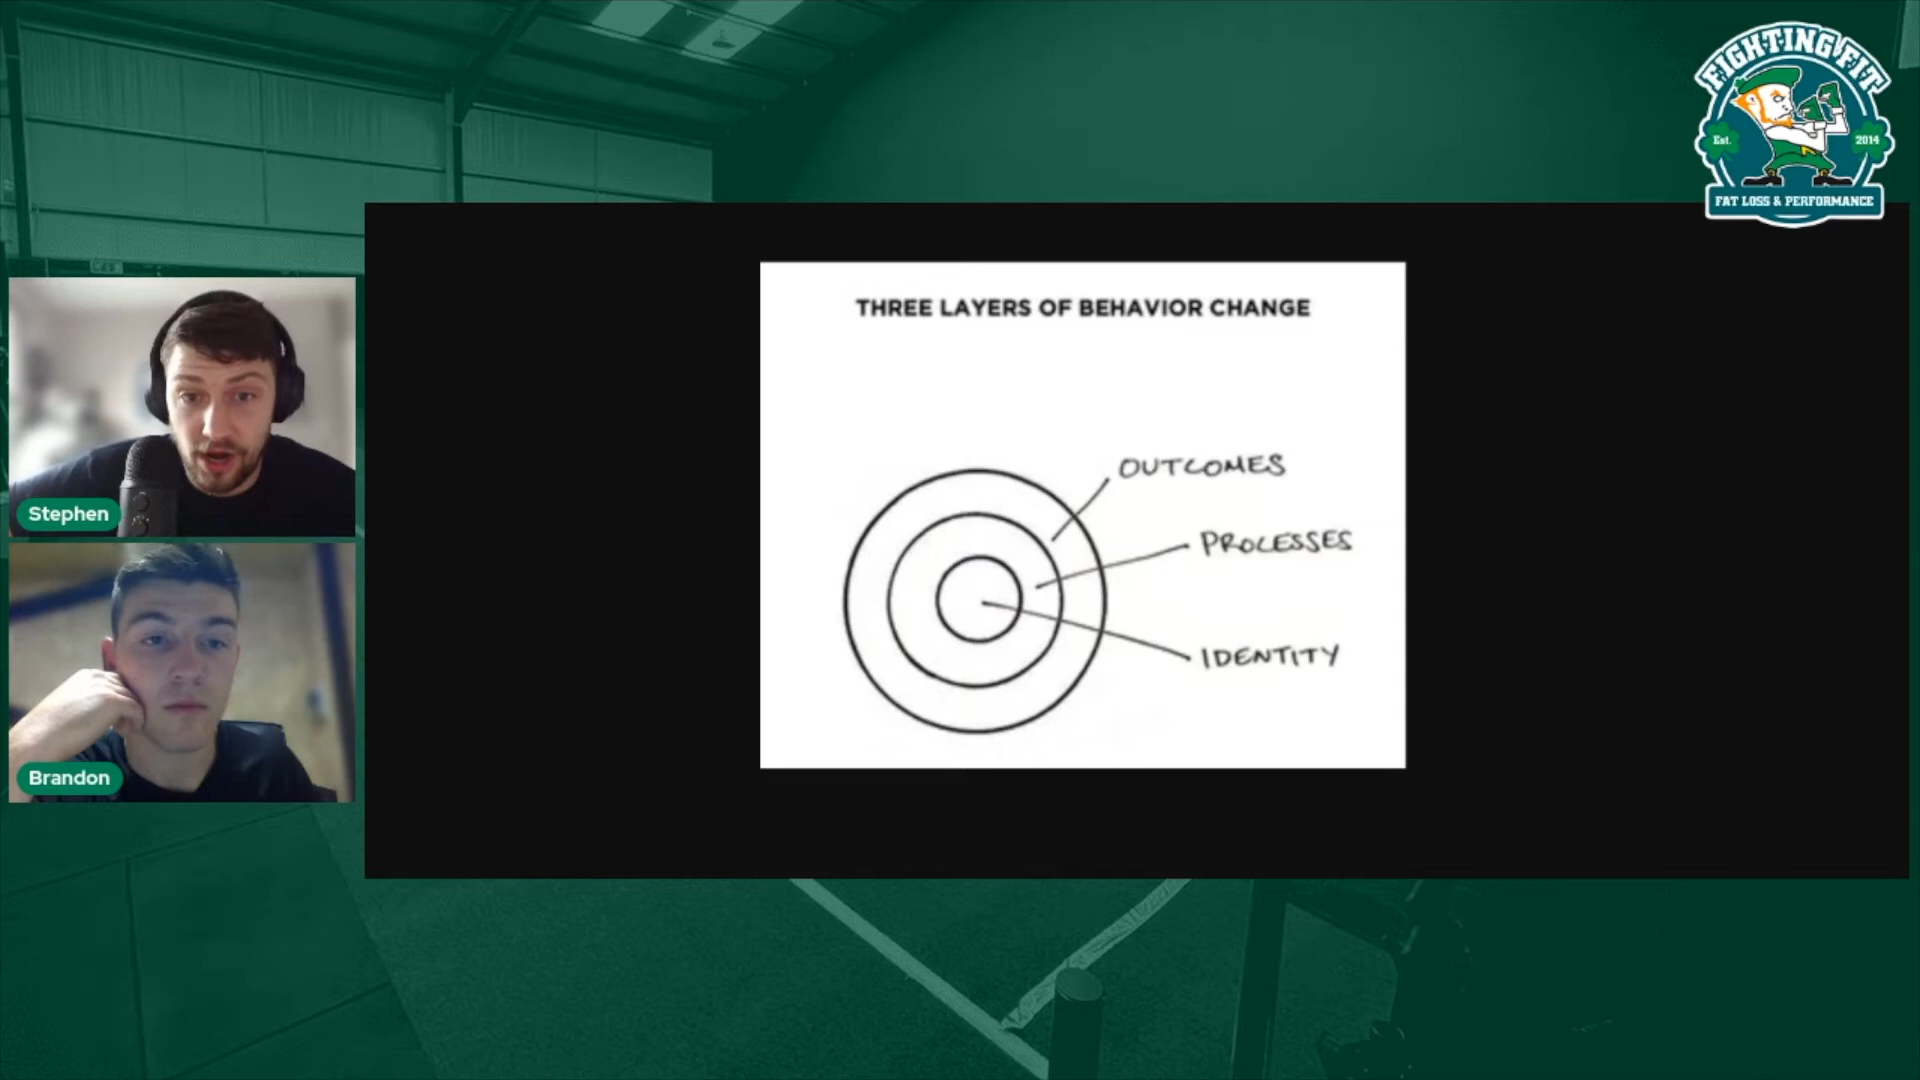 FIGHTING FIT
Est. 2014
FAT LOSS & PERFORMANCE
THREE LAYERS OF BEHAVIOR CHANGE
OUTCOMES
PROCESSES
IDENTITY
Stephen
Brandon